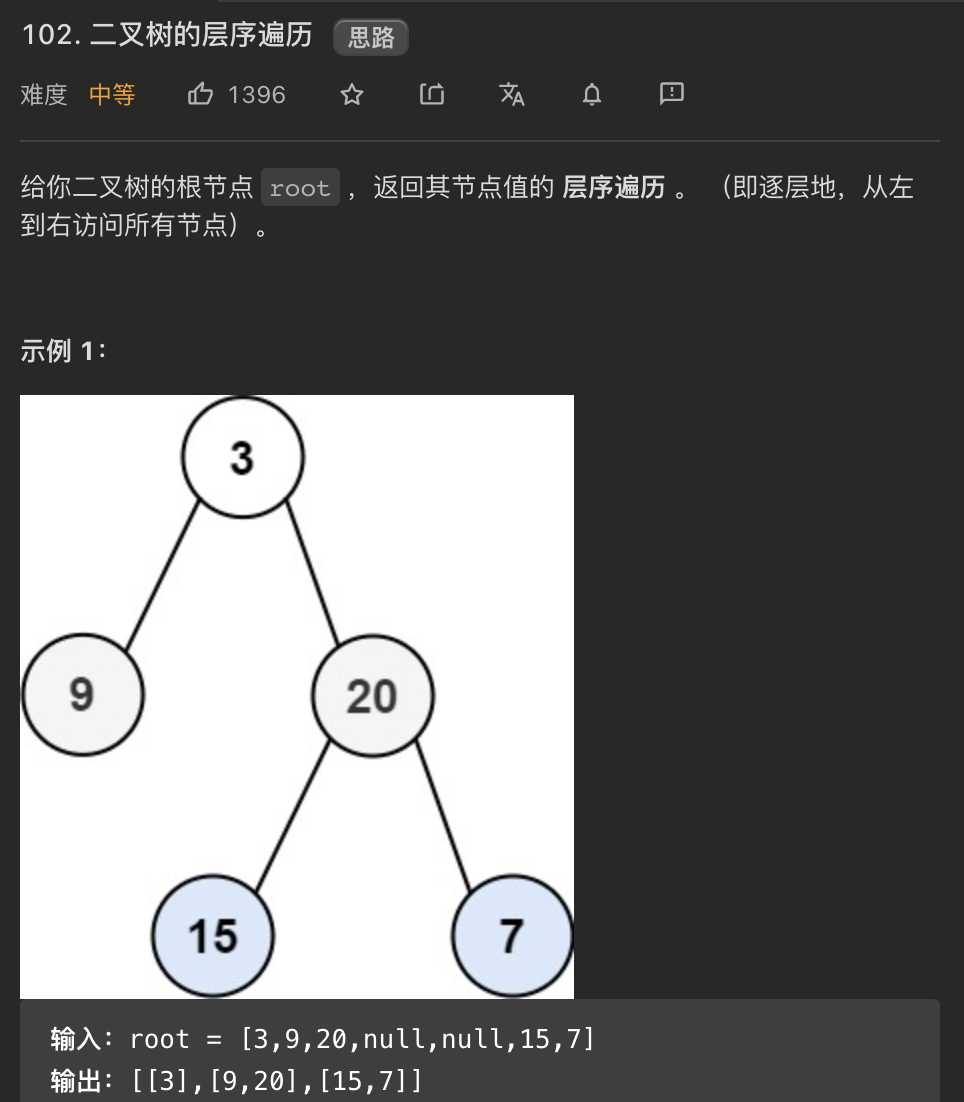 102. 二叉树的层序遍历 思路
难度 中等 1396
给你二叉树的根节点 root ，返回其节点值的 层序遍历 。 （即逐层地，从左
到右访问所有节点）。
示例 1：
3
9 20
15 7
输入：root = [3,9,20,null,null,15,7]
输出：[[3],[9,20],[15,7]]